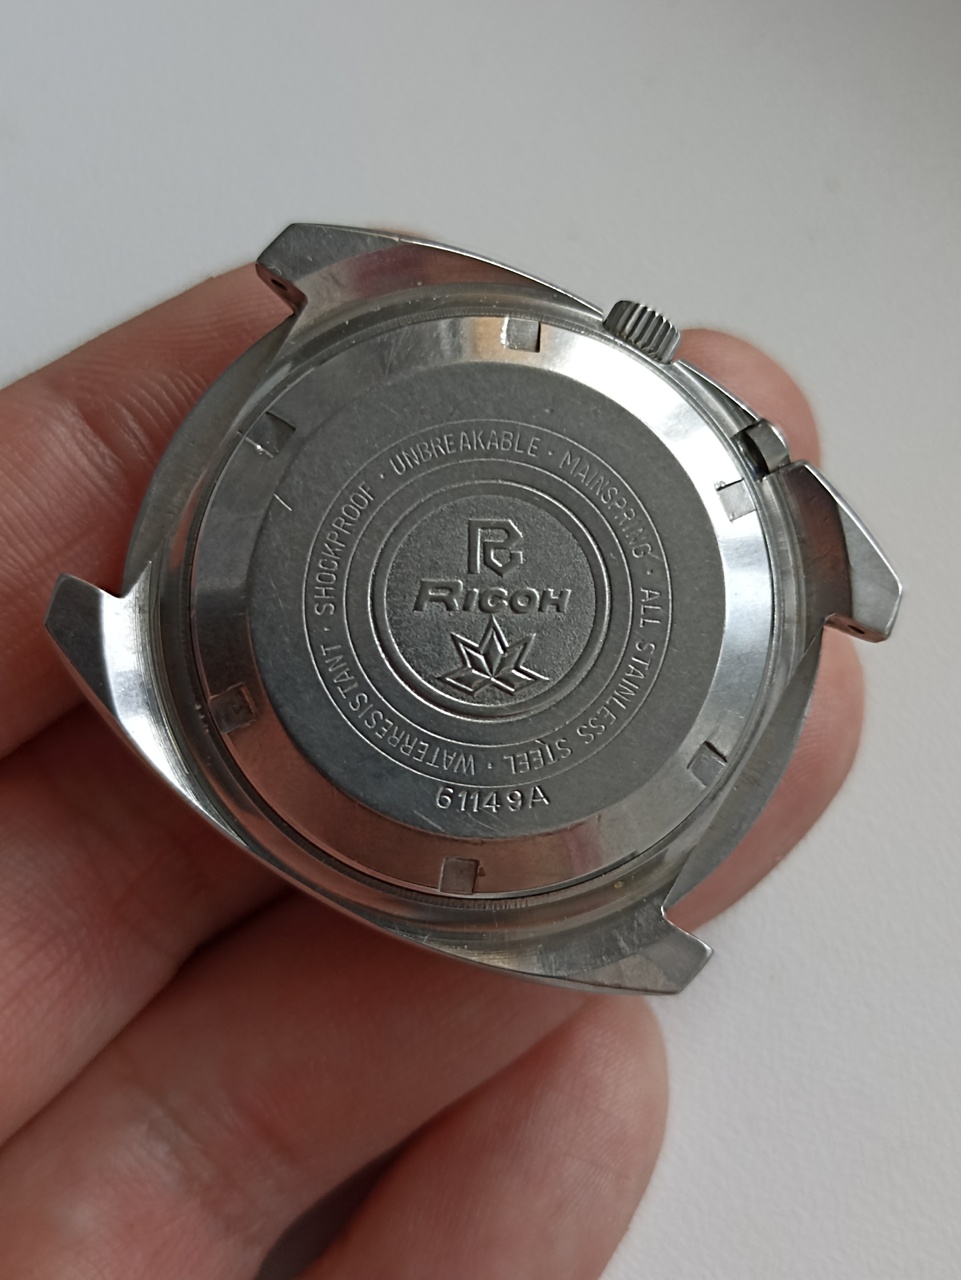 RICOH
WATERRESISTANT · SHOCKPROOF · UNBREAKABLE · MAINSPRING · ALL STAINLESS STEEL ·
61149A